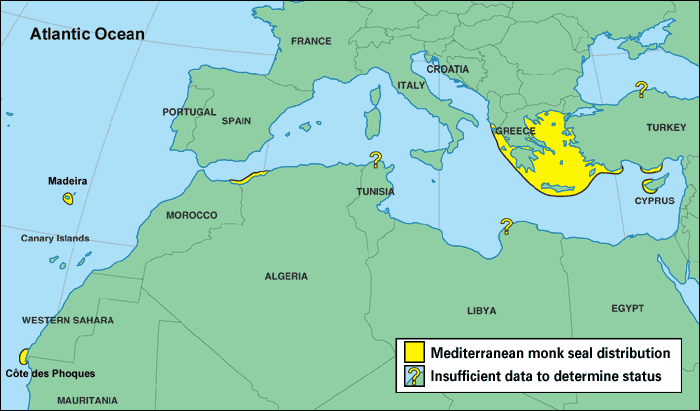 Atlantic Ocean
FRANCE
CROATIA
ITALY
PORTUGAL
SPAIN
GREECE
TURKEY
?
?
?
Madeira
TUNISIA
CYPRUS
MOROCCO
Canary Islands
ALGERIA
LIBYA
EGYPT
WESTERN SAHARA
Côte des Phoques
MAURITANIA
Mediterranean monk seal distribution
? Insufficient data to determine status